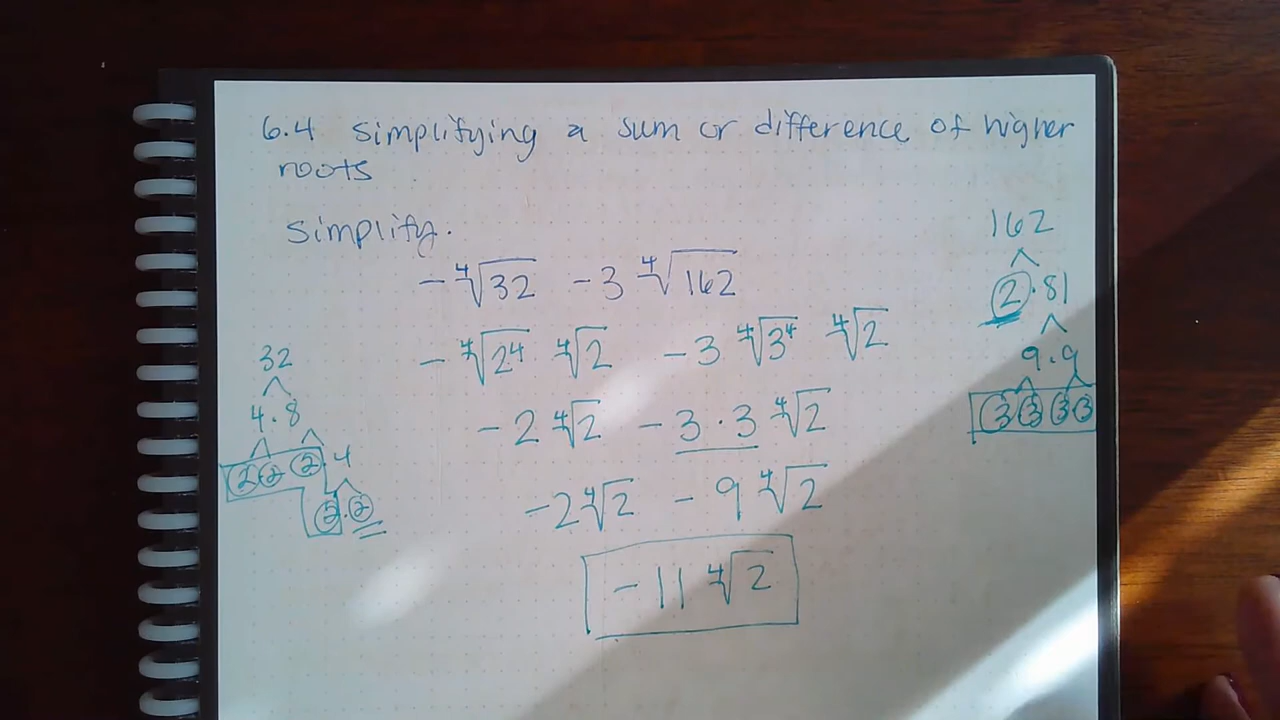 6.4 simplifying a sum or difference of higher
roots
simplify.
-∜32 -3 ∜162
-∜2⁴ ∜2 -3 ∜3⁴ ∜2
-2 ∜2 -3·3 ∜2
-2∜2 - 9 ∜2
-11 ∜2
32
4·8
2 2 2·4
2·2
162
2·81
9·9
3 3 3 3